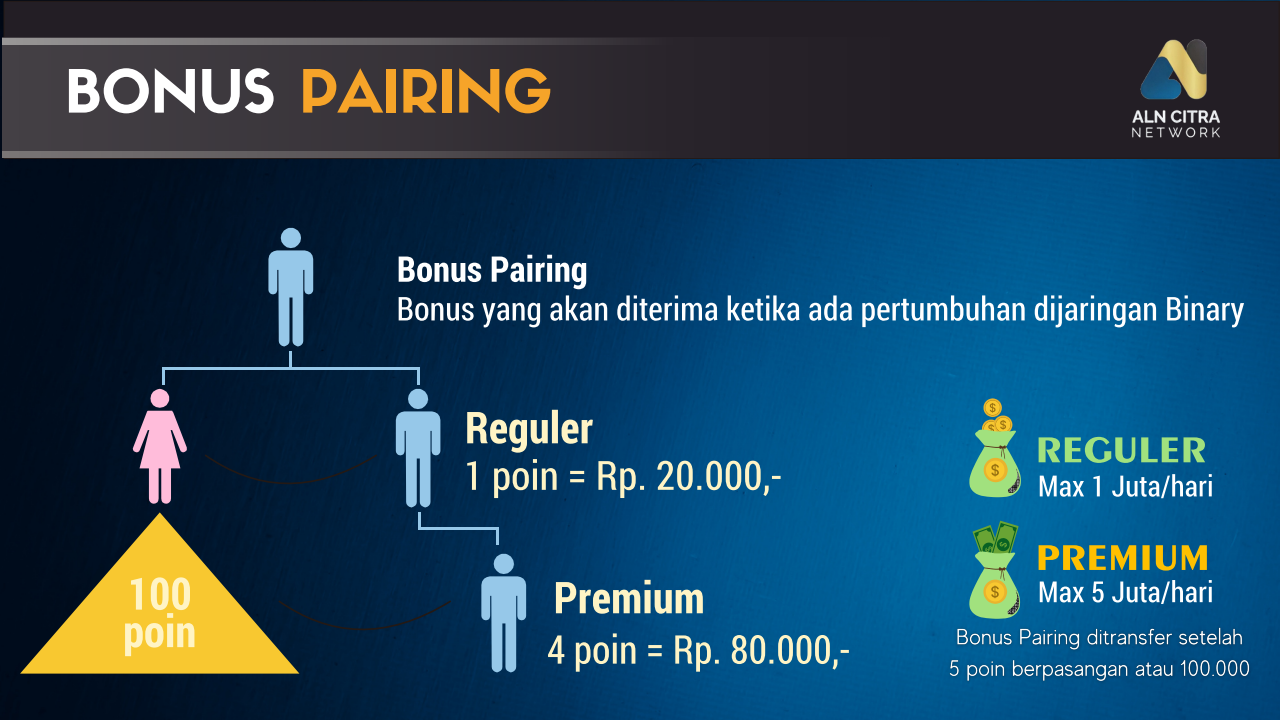 BONUS PAIRING
ALN CITRA
NETWORK
Bonus Pairing
Bonus yang akan diterima ketika ada pertumbuhan dijaringan Binary
Reguler
1 poin = Rp. 20.000,-
100
poin
Premium
4 poin = Rp. 80.000,-
REGULER
Max 1 Juta/hari
PREMIUM
Max 5 Juta/hari
Bonus Pairing ditransfer setelah
5 poin berpasangan atau 100.000